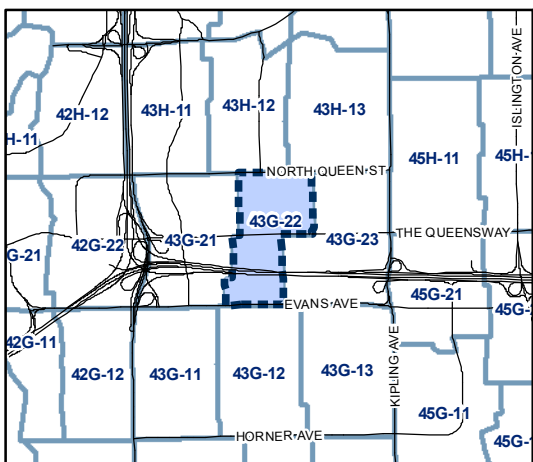 ISLINGTON AVE
42H-12
43H-11
43H-12
43H-13
H-11
45H-11
45H-
NORTH QUEEN ST
43G-22
THE QUEENSWAY
42G-22
43G-21
43G-23
G-21
45G-21
EVANS AVE
45G-2
42G-11
KIPLING AVE
42G-12
43G-11
43G-12
43G-13
45G-11
HORNER AVE
45G-1